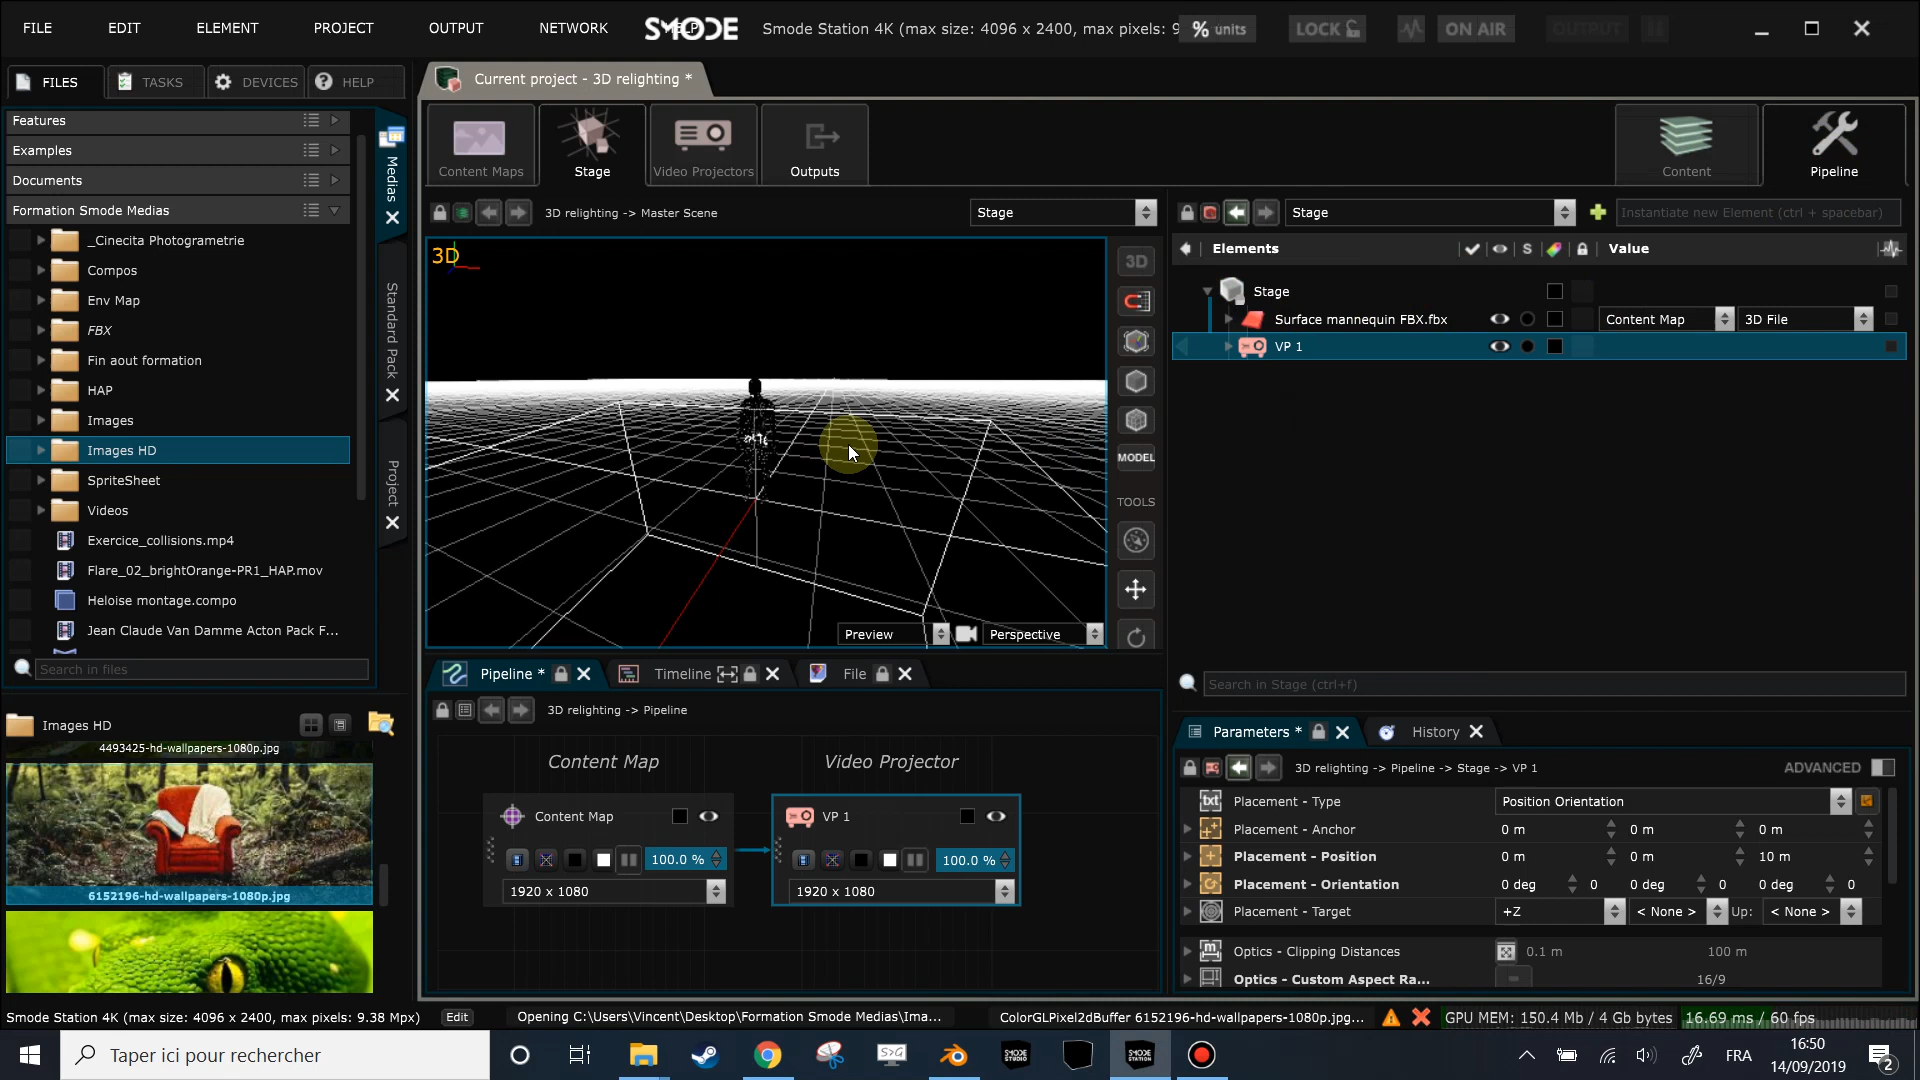 FILE
EDIT
ELEMENT
PROJECT
OUTPUT
NETWORK
SMODE
Smode Station 4K (max size: 4096 x 2400, max pixels: 9
% units
LOCK
ON AIR
OUTPUT
FILES
TASKS
DEVICES
HELP
Current project - 3D relighting *
Features
Examples
Documents
Formation Smode Medias
_Cinecita Photogrametrie
Compos
Env Map
FBX
Fin aout formation
HAP
Images
Images HD
SpriteSheet
Videos
Exercice_collisions.mp4
Flare_02_brightOrange-PR1_HAP.mov
Heloise montage.compo
Jean Claude Van Damme Acton Pack F...
Search in files
Medias
Standard Pack
Project
Images HD
4493425-hd-wallpapers-1080p.jpg
6152196-hd-wallpapers-1080p.jpg
Content Maps
Stage
Video Projectors
Outputs
Content
Pipeline
3D relighting -> Master Scene
Stage
3D
Preview
Perspective
3D
MODEL
TOOLS
Pipeline *
Timeline
File
3D relighting -> Pipeline
Content Map
Video Projector
Content Map
100.0 %
1920 x 1080
VP 1
100.0 %
1920 x 1080
Stage
Instantiate new Element (ctrl + spacebar)
Elements
S
Value
Stage
Surface mannequin FBX.fbx
Content Map
3D File
VP 1
Search in Stage (ctrl+f)
Parameters *
History
3D relighting -> Pipeline -> Stage -> VP 1
ADVANCED
txt Placement - Type
Position Orientation
Placement - Anchor
0 m 0 m 0 m
Placement - Position
0 m 0 m 10 m
Placement - Orientation
0 deg 0 0 deg 0 0 deg 0
Placement - Target
+Z < None > Up: < None >
m Optics - Clipping Distances
0.1 m 100 m
Optics - Custom Aspect Ra...
16/9
Smode Station 4K (max size: 4096 x 2400, max pixels: 9.38 Mpx)
Edit
Opening C:\Users\Vincent\Desktop\Formation Smode Medias\Ima...
ColorGLPixel2dBuffer 6152196-hd-wallpapers-1080p.jpg...
GPU MEM: 150.4 Mb / 4 Gb bytes
16.69 ms / 60 fps
Taper ici pour rechercher
S>G
SMODE STUDIO
SMODE STATION
FRA
16:50
14/09/2019
2